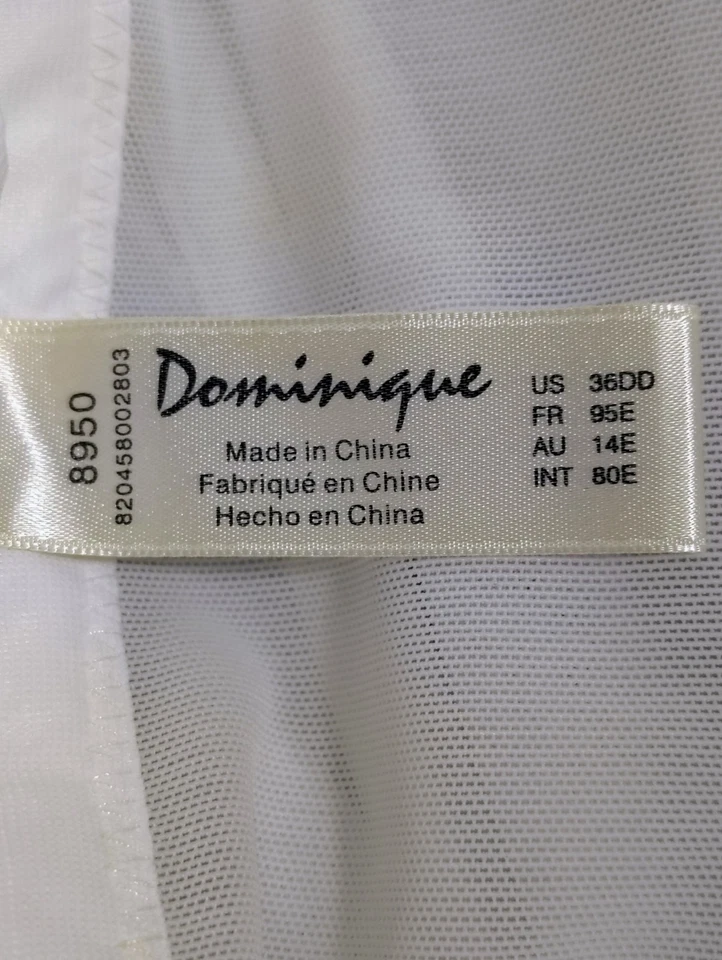 8950
820458002803
Dominique
Made in China
Fabriqué en Chine
Hecho en China
US 36DD
FR 95E
AU 14E
INT 80E